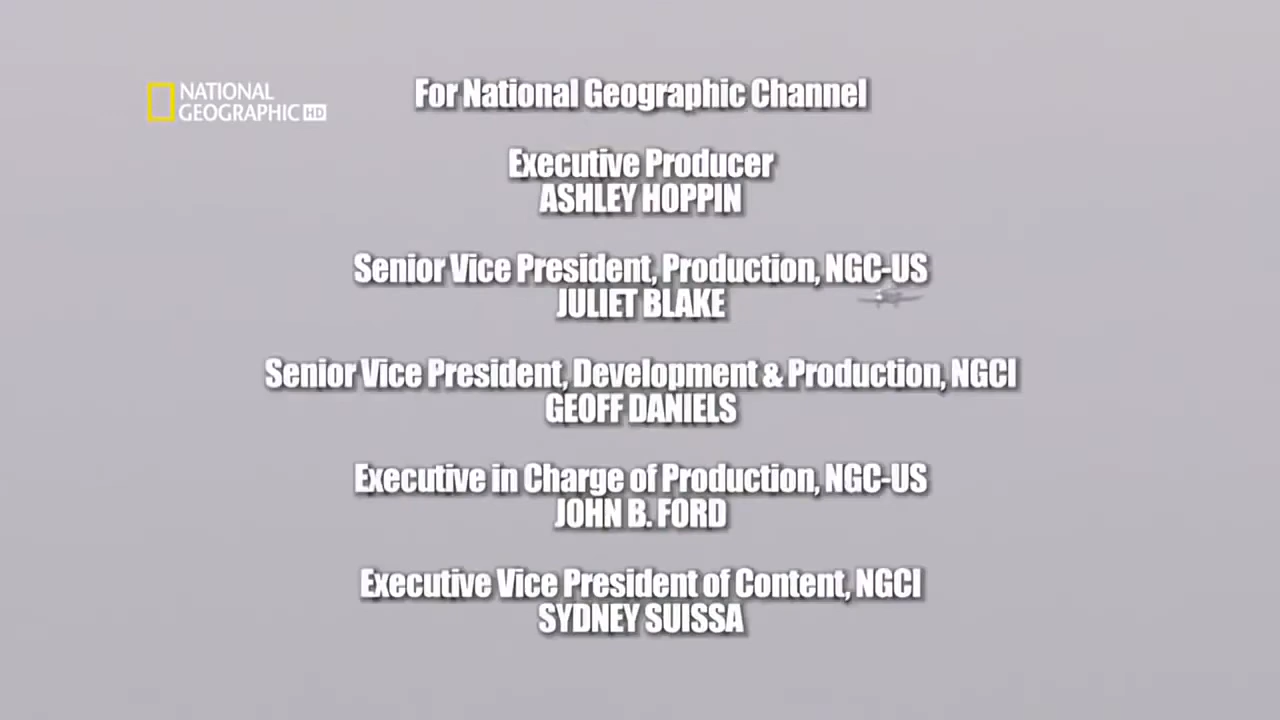 NATIONAL
GEOGRAPHIC HD
For National Geographic Channel
Executive Producer
ASHLEY HOPPIN
Senior Vice President, Production, NGC-US
JULIET BLAKE
Senior Vice President, Development & Production, NGCI
GEOFF DANIELS
Executive in Charge of Production, NGC-US
JOHN B. FORD
Executive Vice President of Content, NGCI
SYDNEY SUISSA